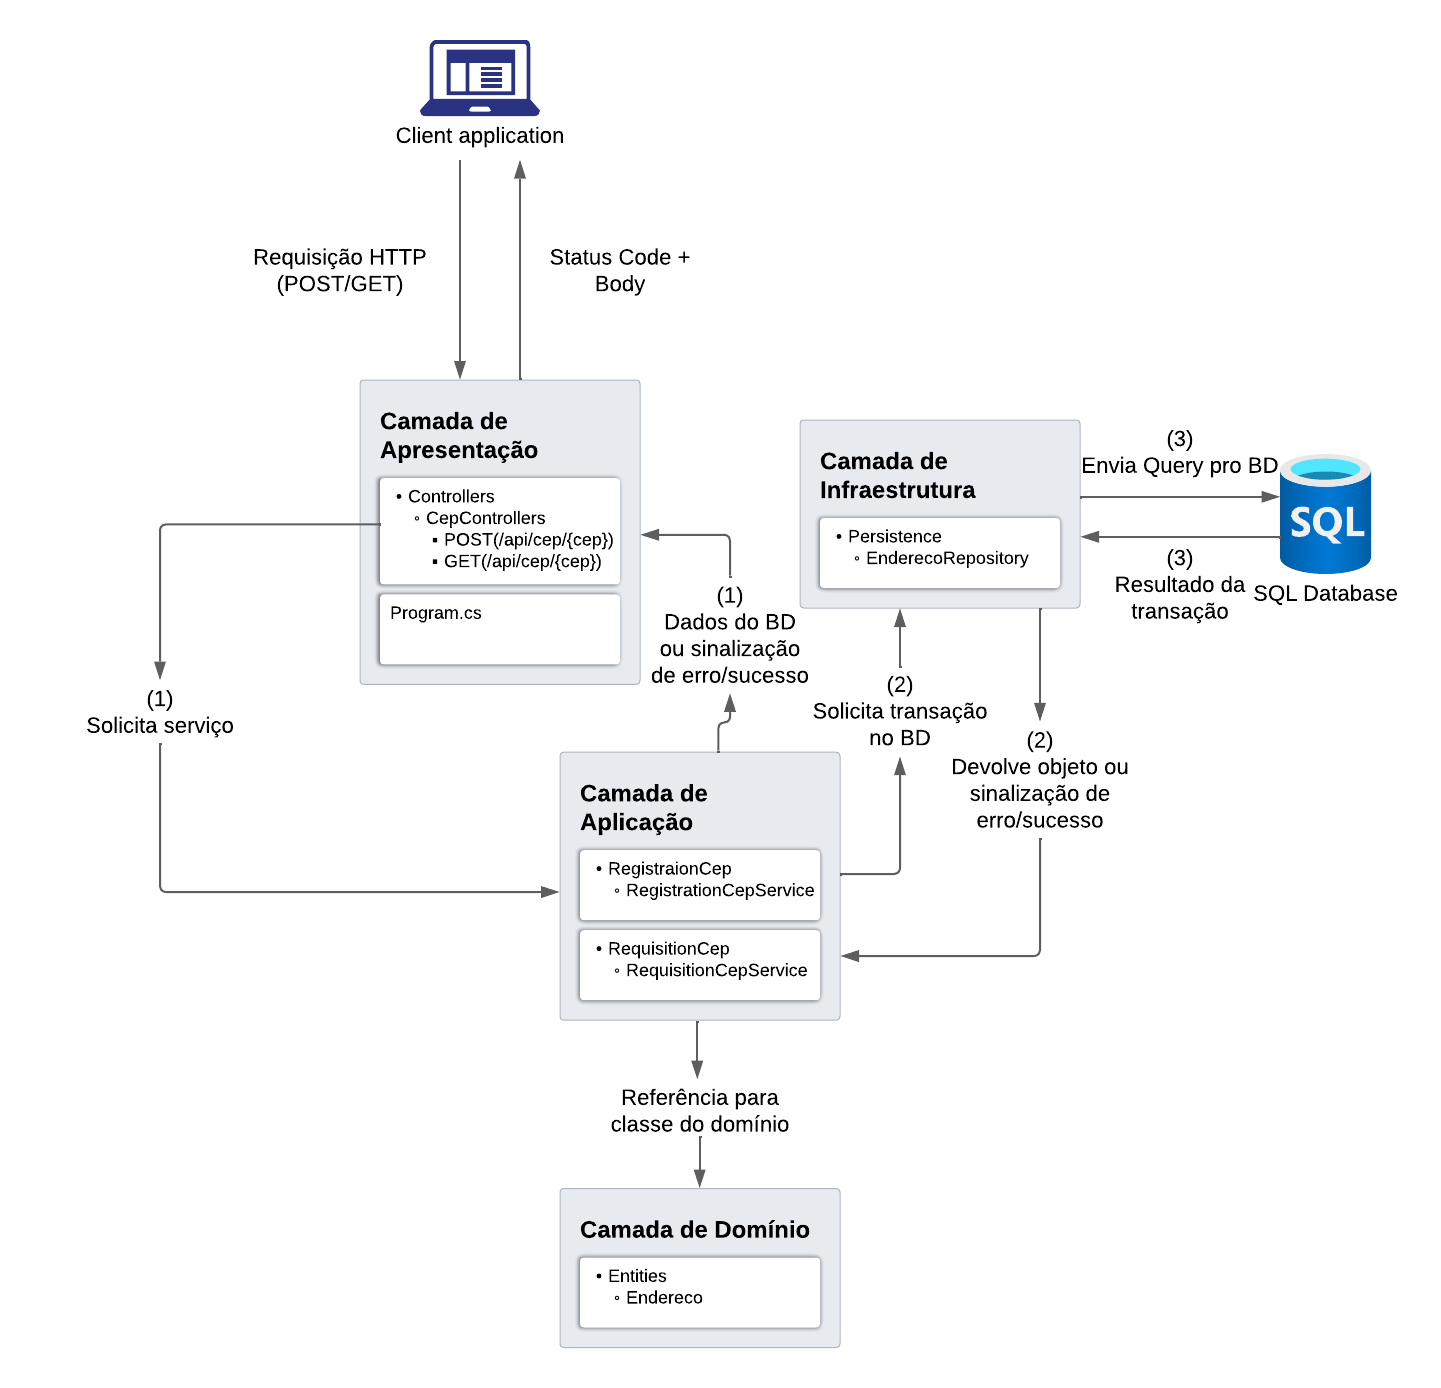 Client application
Requisição HTTP
(POST/GET)
Status Code +
Body
Camada de
Apresentação
• Controllers
◦ CepControllers
▪ POST(/api/cep/{cep})
▪ GET(/api/cep/{cep})
Program.cs
Camada de
Infraestrutura
• Persistence
◦ EnderecoRepository
(3)
Envia Query pro BD
SQL
(3)
Resultado da
transação
SQL Database
(1)
Solicita serviço
(1)
Dados do BD
ou sinalização
de erro/sucesso
(2)
Solicita transação
no BD
(2)
Devolve objeto ou
sinalização de
erro/sucesso
Camada de
Aplicação
• RegistraionCep
◦ RegistrationCepService
• RequisitionCep
◦ RequisitionCepService
Referência para
classe do domínio
Camada de Domínio
• Entities
◦ Endereco